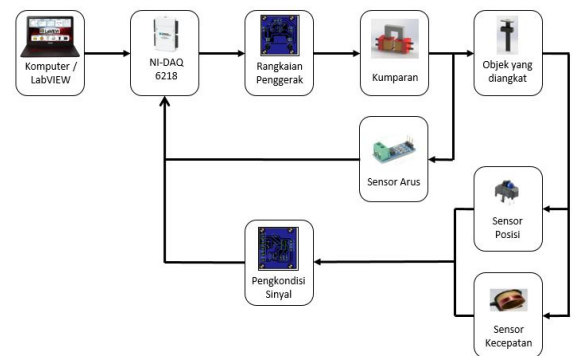 Komputer /
LabVIEW
NI-DAQ
6218
Rangkaian
Penggerak
Kumparan
Objek yang
diangkat
Sensor Arus
Sensor
Posisi
Pengkondisi
Sinyal
Sensor
Kecepatan